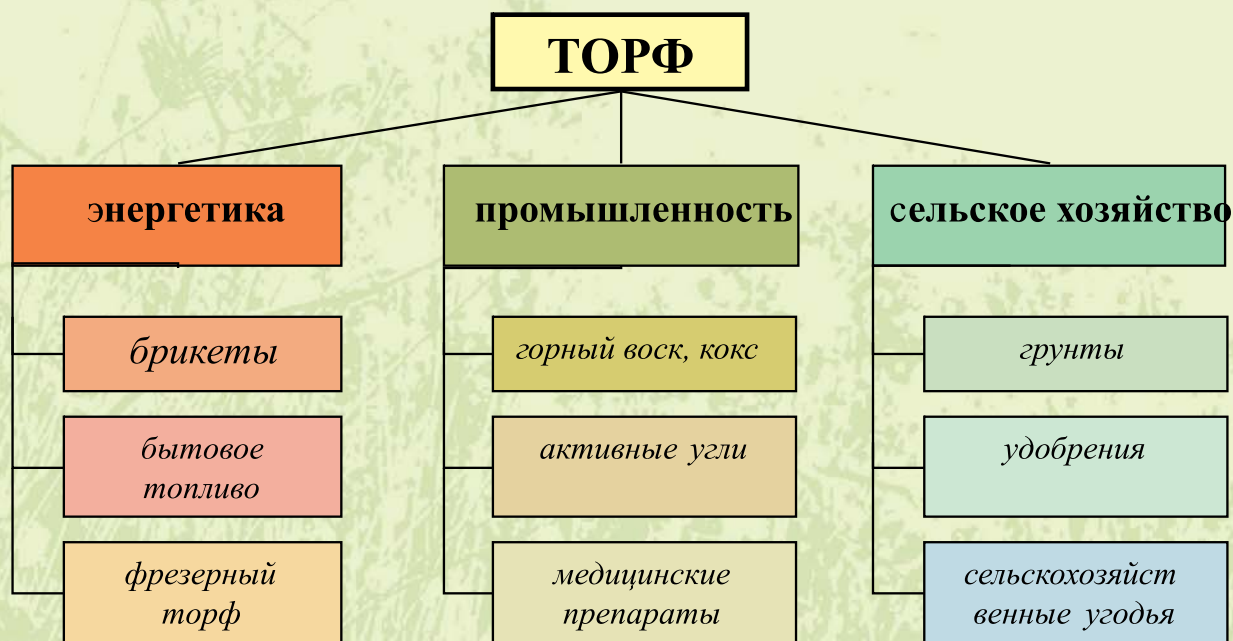 ТОРФ
энергетика
брикеты
бытовое
топливо
фрезерный
торф
промышленность
горный воск, кокс
активные угли
медицинские
препараты
сельское хозяйство
грунты
удобрения
сельскохозяйст
венные угодья